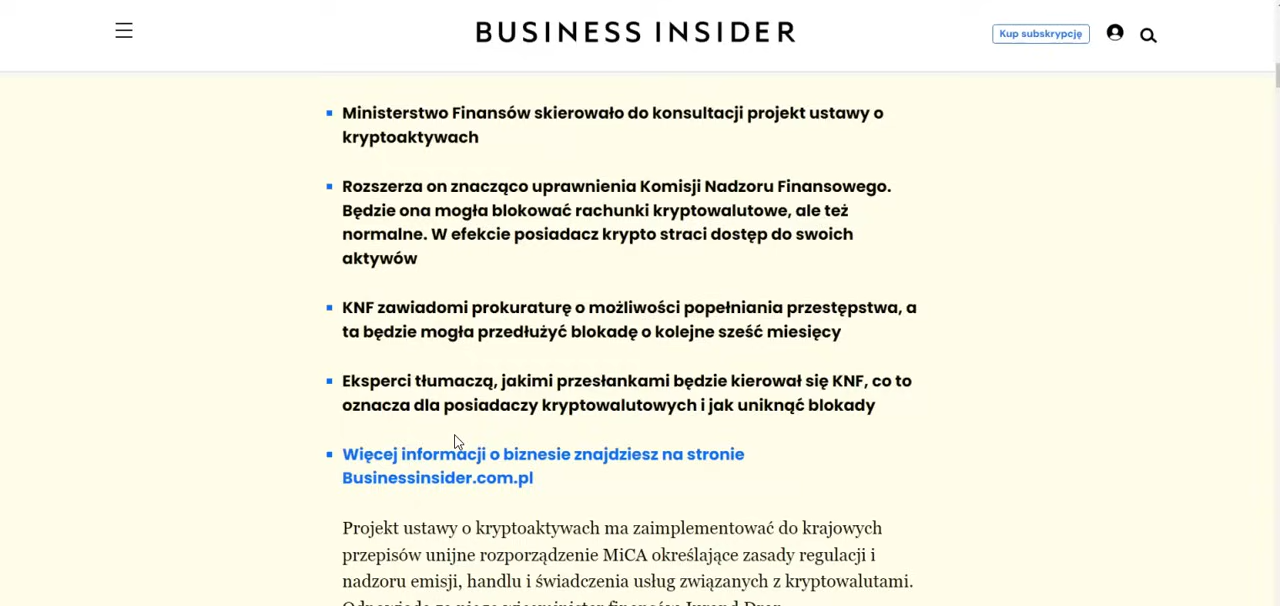 BUSINESS INSIDER
Kup subskrypcję
Ministerstwo Finansów skierowało do konsultacji projekt ustawy o
kryptoaktywach
Rozszerza on znacząco uprawnienia Komisji Nadzoru Finansowego.
Będzie ona mogła blokować rachunki kryptowalutowe, ale też
normalne. W efekcie posiadacz krypto straci dostęp do swoich
aktywów
KNF zawiadomi prokuraturę o możliwości popełniania przestępstwa, a
ta będzie mogła przedłużyć blokadę o kolejne sześć miesięcy
Eksperci tłumaczą, jakimi przesłankami będzie kierował się KNF, co to
oznacza dla posiadaczy kryptowalutowych i jak uniknąć blokady
Więcej informacji o biznesie znajdziesz na stronie
Businessinsider.com.pl
Projekt ustawy o kryptoaktywach ma zaimplementować do krajowych
przepisów unijne rozporządzenie MiCA określające zasady regulacji i
nadzoru emisji, handlu i świadczenia usług związanych z kryptowalutami.